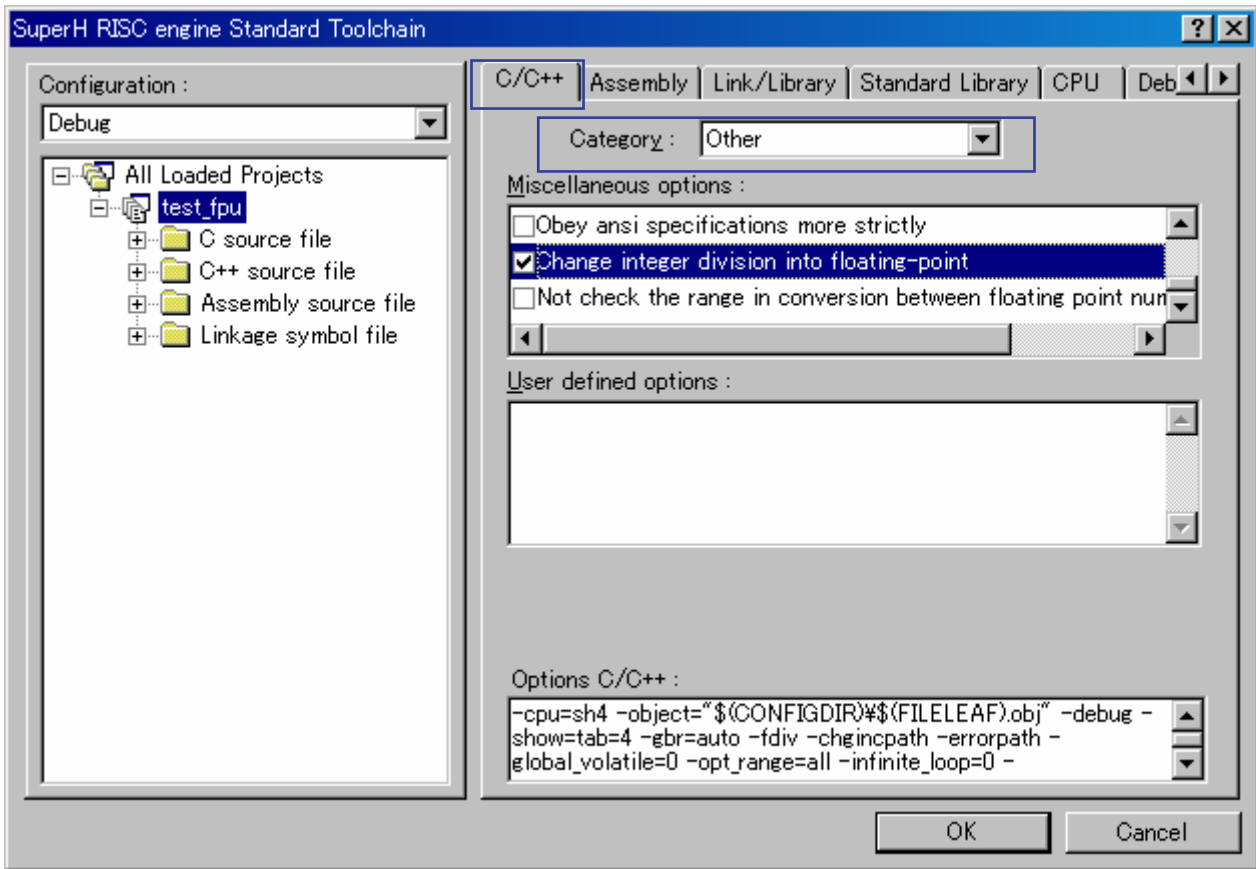 SuperH RISC engine Standard Toolchain
Configuration :
Debug
All Loaded Projects
test_fpu
C source file
C++ source file
Assembly source file
Linkage symbol file
C/C++ Assembly Link/Library Standard Library CPU Deb
Category : Other
Miscellaneous options :
Obey ansi specifications more strictly
Change integer division into floating-point
Not check the range in conversion between floating point num
User defined options :
Options C/C++ :
-cpu=sh4 -object="$(CONFIGDIR)¥$(FILELEAF).obj" -debug -
show=tab=4 -gbr=auto -fdiv -chgincpath -errorpath -
global_volatile=0 -opt_range=all -infinite_loop=0 -
OK Cancel